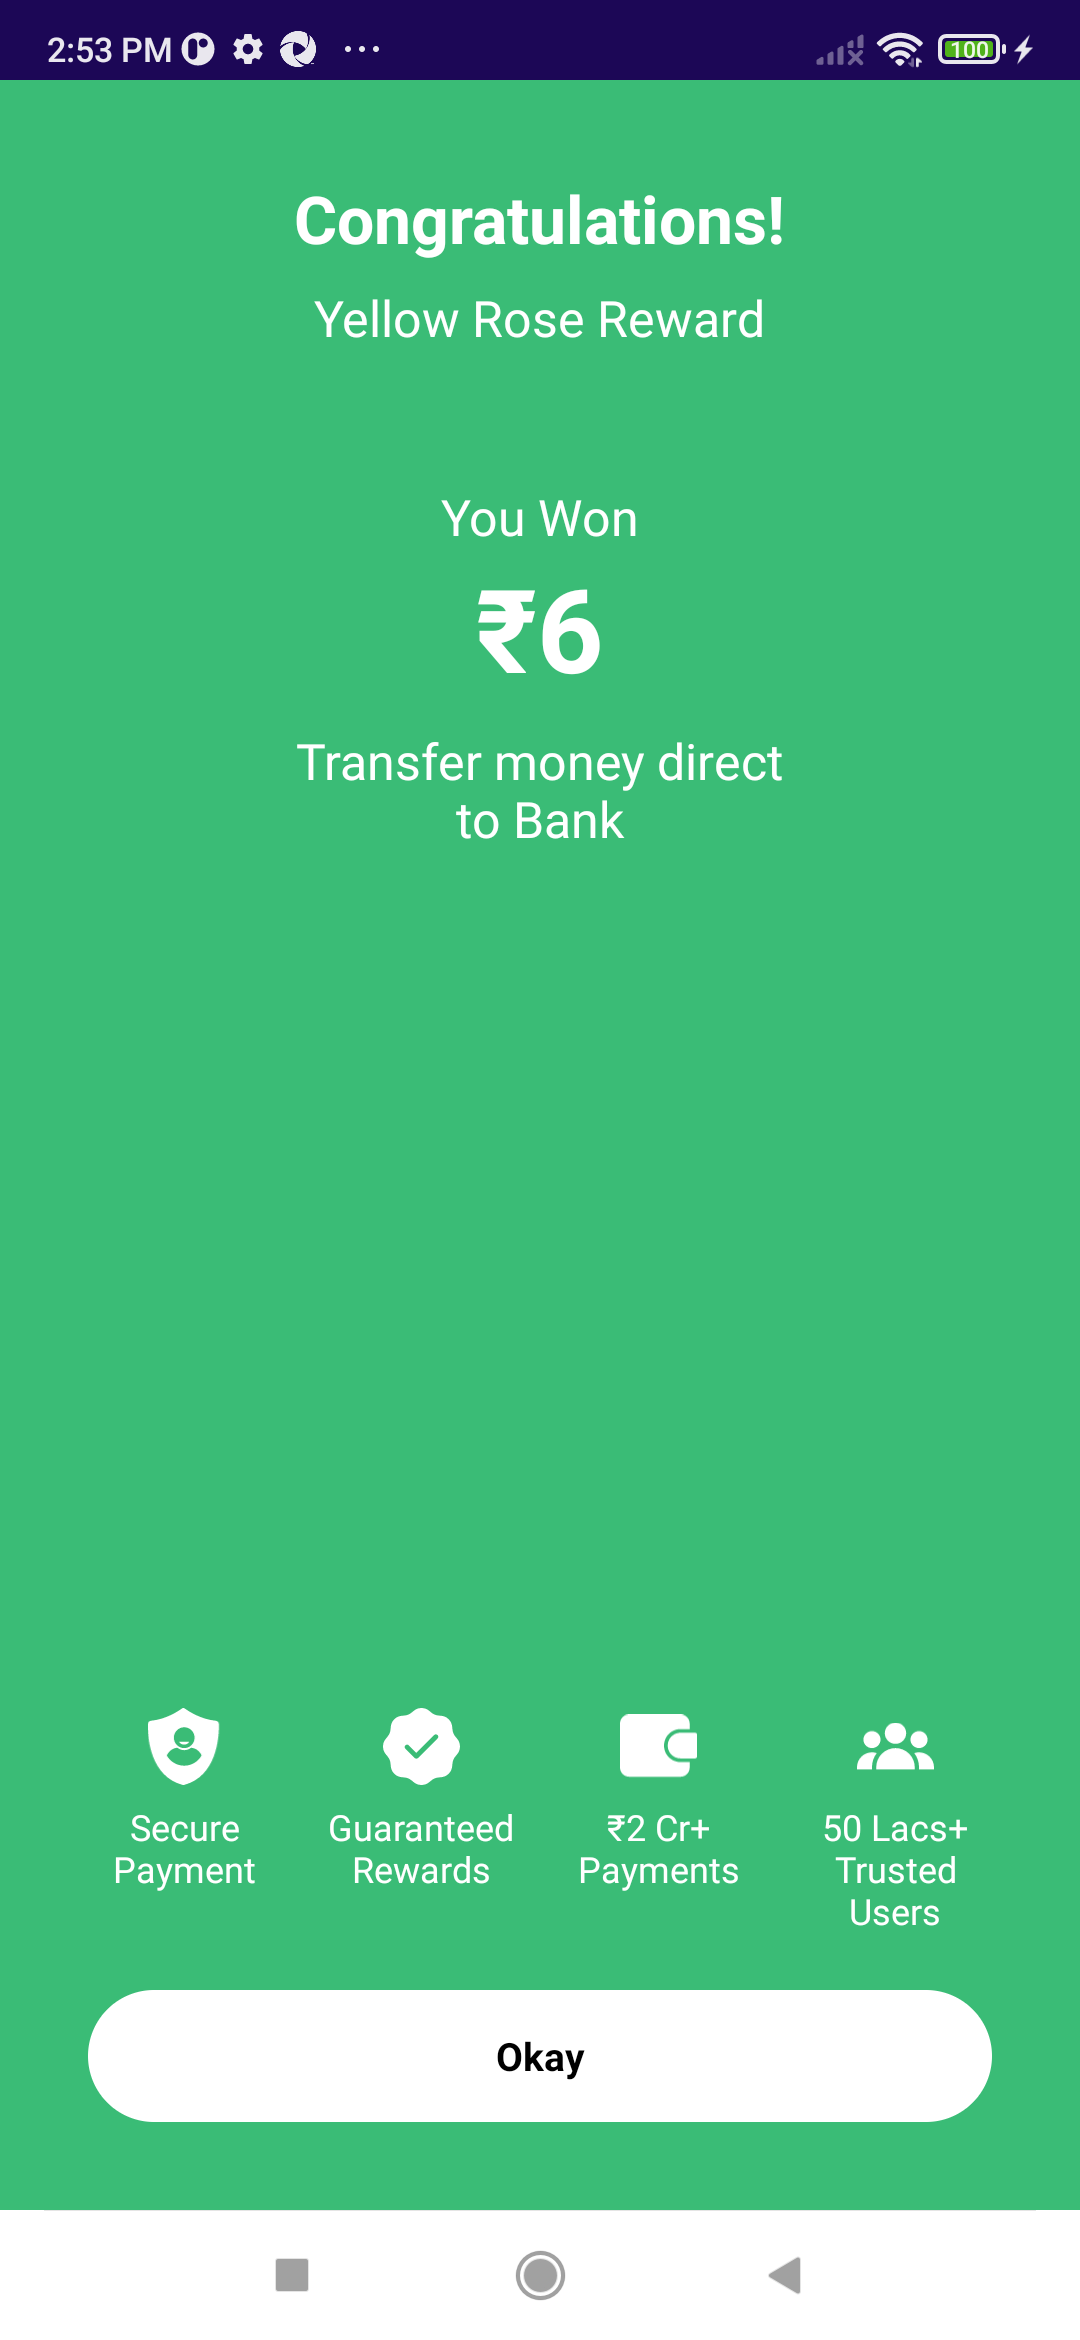 2:53 PM
100
Congratulations!
Yellow Rose Reward
You Won
₹6
Transfer money direct
to Bank
Secure
Payment
Guaranteed
Rewards
₹2 Cr+
Payments
50 Lacs+
Trusted
Users
Okay